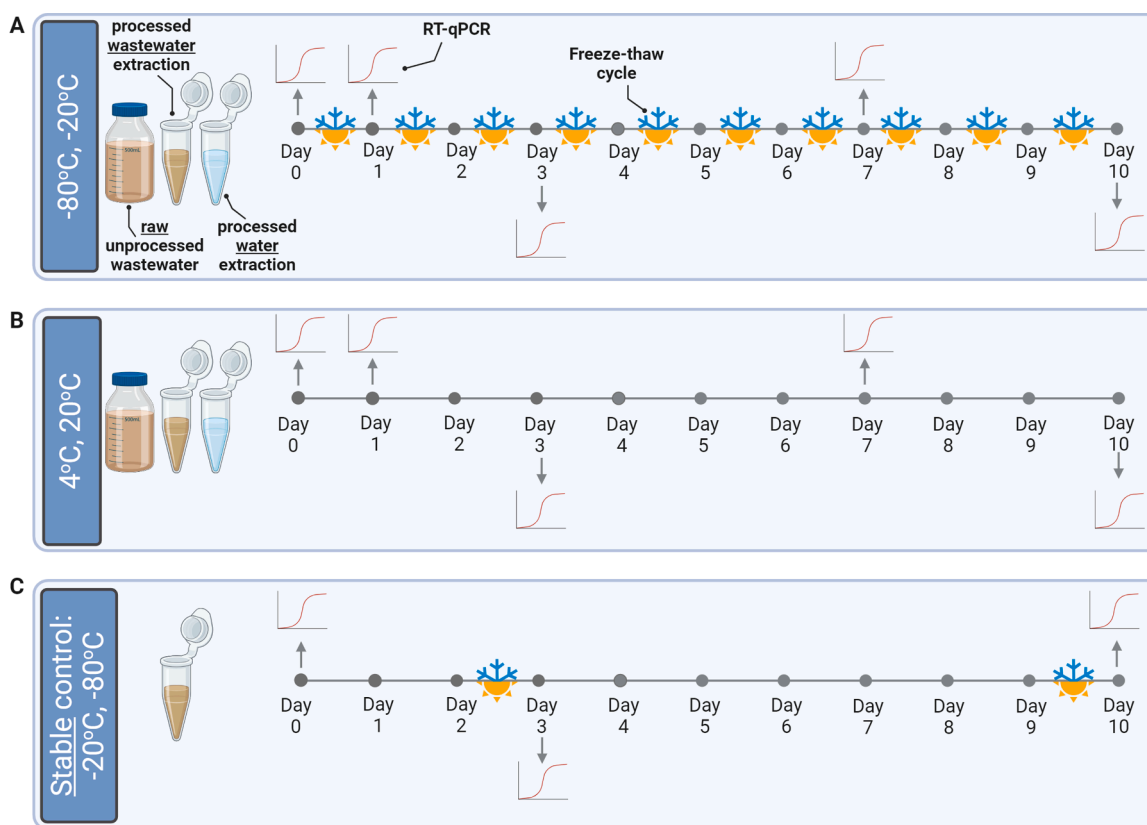 A
-80°C, -20°C
processed
wastewater
extraction
500mL
raw
unprocessed
wastewater
processed
water
extraction
RT-qPCR
Freeze-thaw
cycle
Day
0
Day
1
Day
2
Day
3
Day
4
Day
5
Day
6
Day
7
Day
8
Day
9
Day
10
B
4°C, 20°C
500mL
Day
0
Day
1
Day
2
Day
3
Day
4
Day
5
Day
6
Day
7
Day
8
Day
9
Day
10
C
Stable control:
-20°C, -80°C
Day
0
Day
1
Day
2
Day
3
Day
4
Day
5
Day
6
Day
7
Day
8
Day
9
Day
10